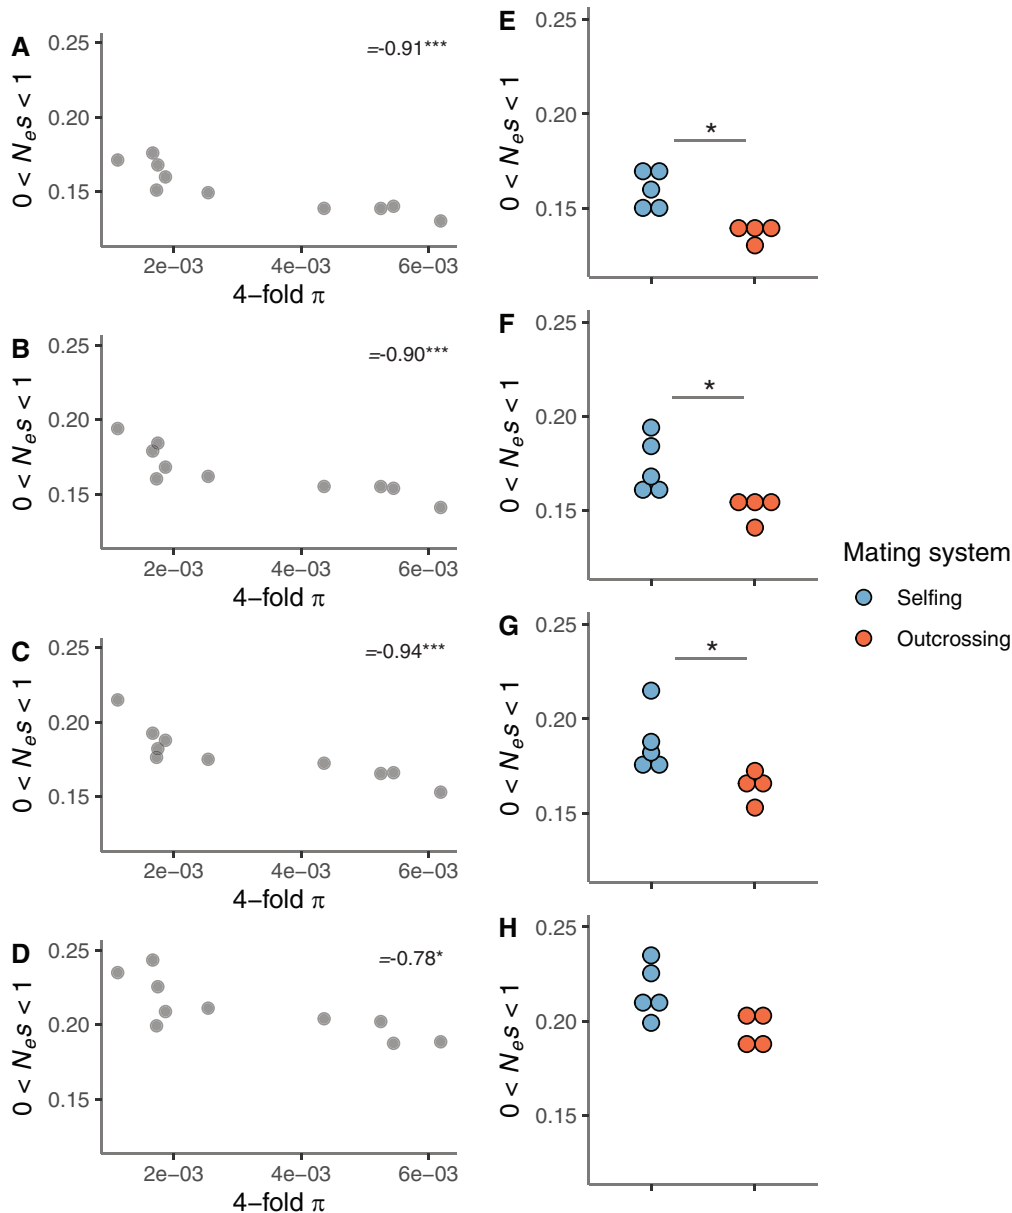 A
=-0.91***
0 < Nₑs < 1
0.25
0.20
0.15
2e−03 4e−03 6e−03
4−fold π
B
=-0.90***
0 < Nₑs < 1
0.25
0.20
0.15
2e−03 4e−03 6e−03
4−fold π
C
=-0.94***
0 < Nₑs < 1
0.25
0.20
0.15
2e−03 4e−03 6e−03
4−fold π
D
=-0.78*
0 < Nₑs < 1
0.25
0.20
0.15
2e−03 4e−03 6e−03
4−fold π
E
0 < Nₑs < 1
0.25
0.20
0.15
*
F
0 < Nₑs < 1
0.25
0.20
0.15
*
G
0 < Nₑs < 1
0.25
0.20
0.15
*
H
0 < Nₑs < 1
0.25
0.20
0.15
Mating system
Selfing
Outcrossing